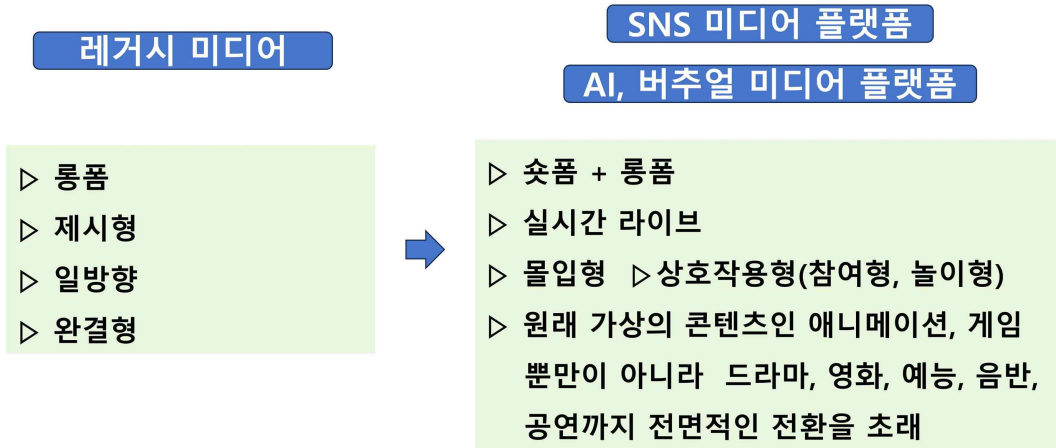 레거시 미디어
▷ 롱폼
▷ 제시형
▷ 일방향
▷ 완결형
SNS 미디어 플랫폼
AI, 버추얼 미디어 플랫폼
▷ 숏폼 + 롱폼
▷ 실시간 라이브
▷ 몰입형 ▷상호작용형(참여형, 놀이형)
▷ 원래 가상의 콘텐츠인 애니메이션, 게임
뿐만이 아니라 드라마, 영화, 예능, 음반,
공연까지 전면적인 전환을 초래